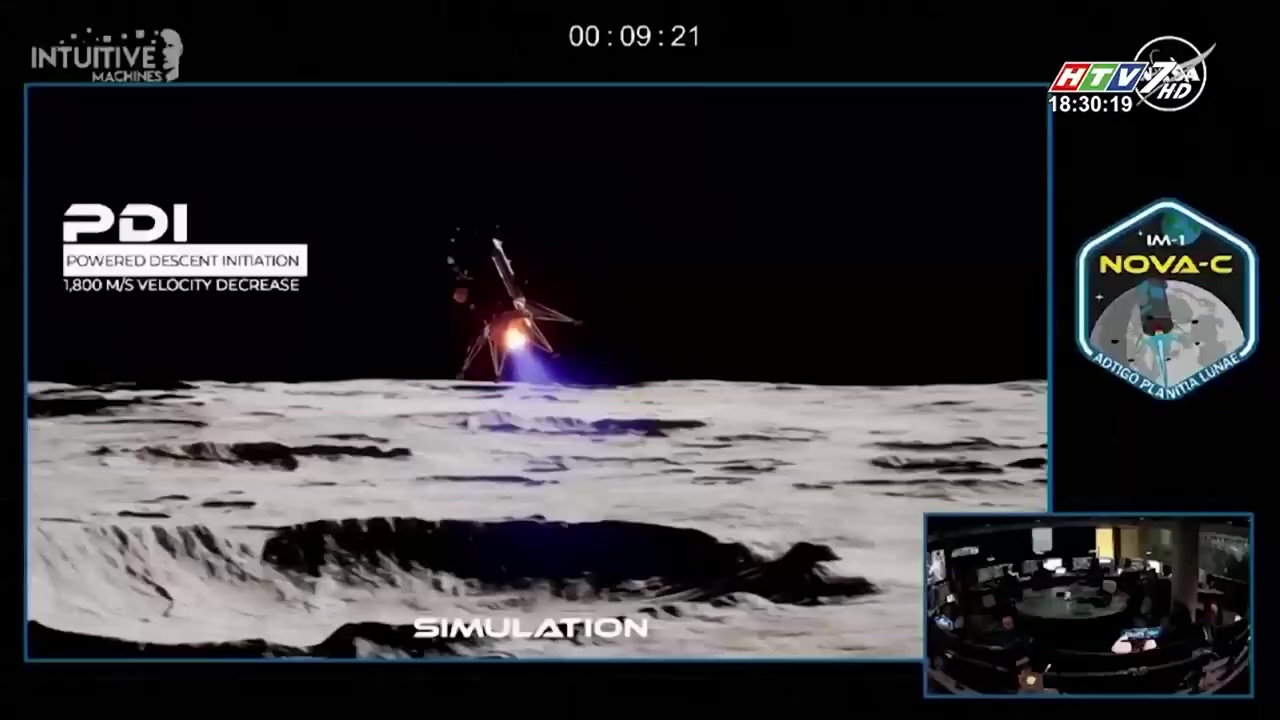 INTUITIVE
MACHINES
00:09:21
HTV7
HD
NASA
18:30:19
PDI
POWERED DESCENT INITIATION
1,800 M/S VELOCITY DECREASE
IM-1
NOVA-C
ADTIGO PLANITIA LUNAE
SIMULATION